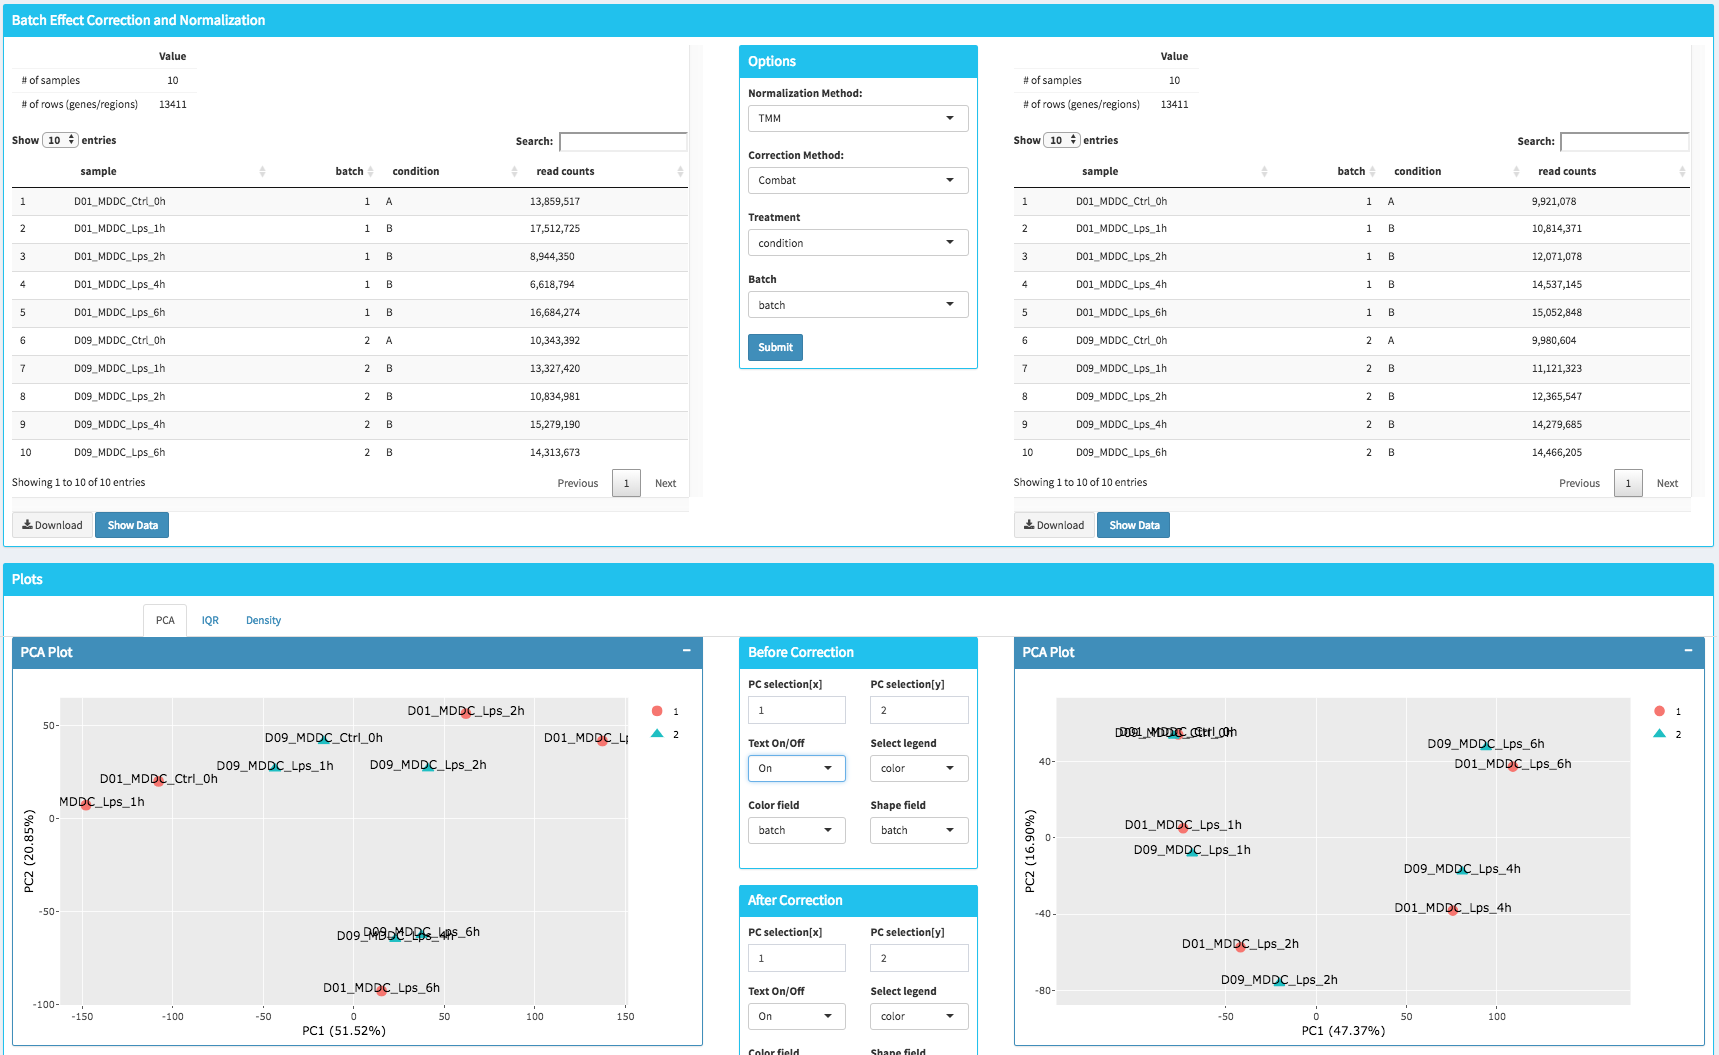 Batch Effect Correction and Normalization
Value
# of samples 10
# of rows (genes/regions) 13411
Show 10 entries
Search:
sample batch condition read counts
1 D01_MDDC_Ctrl_0h 1 A 13,859,517
2 D01_MDDC_Lps_1h 1 B 17,512,725
3 D01_MDDC_Lps_2h 1 B 8,944,350
4 D01_MDDC_Lps_4h 1 B 6,618,794
5 D01_MDDC_Lps_6h 1 B 16,684,274
6 D09_MDDC_Ctrl_0h 2 A 10,343,392
7 D09_MDDC_Lps_1h 2 B 13,327,420
8 D09_MDDC_Lps_2h 2 B 10,834,981
9 D09_MDDC_Lps_4h 2 B 15,279,190
10 D09_MDDC_Lps_6h 2 B 14,313,673
Showing 1 to 10 of 10 entries
Previous 1 Next
Download Show Data
Options
Normalization Method:
TMM
Correction Method:
Combat
Treatment
condition
Batch
batch
Submit
Value
# of samples 10
# of rows (genes/regions) 13411
Show 10 entries
Search:
sample batch condition read counts
1 D01_MDDC_Ctrl_0h 1 A 9,921,078
2 D01_MDDC_Lps_1h 1 B 10,814,371
3 D01_MDDC_Lps_2h 1 B 12,071,078
4 D01_MDDC_Lps_4h 1 B 14,537,145
5 D01_MDDC_Lps_6h 1 B 15,052,848
6 D09_MDDC_Ctrl_0h 2 A 9,980,604
7 D09_MDDC_Lps_1h 2 B 11,121,323
8 D09_MDDC_Lps_2h 2 B 12,365,547
9 D09_MDDC_Lps_4h 2 B 14,279,685
10 D09_MDDC_Lps_6h 2 B 14,466,205
Showing 1 to 10 of 10 entries
Previous 1 Next
Download Show Data
Plots
PCA IQR Density
PCA Plot
D01_MDDC_Lps_2h
D09_MDDC_Ctrl_0h
D01_MDDC_Lp
D09_MDDC_Lps_1h
D09_MDDC_Lps_2h
D01_MDDC_Ctrl_0h
MDDC_Lps_1h
D09_MDDC_Lps_6h
D09_MDDC_Lps_4h
D01_MDDC_Lps_6h
1
2
50
0
-50
-100
PC2 (20.85%)
-150 -100 -50 0 50 100 150
PC1 (51.52%)
Before Correction
PC selection[x] PC selection[y]
1 2
Text On/Off Select legend
On color
Color field Shape field
batch batch
After Correction
PC selection[x] PC selection[y]
1 2
Text On/Off Select legend
On color
Color field Shape field
PCA Plot
D01_MDDC_Ctrl_0h
D09_MDDC_Ctrl_0h
D09_MDDC_Lps_6h
D01_MDDC_Lps_6h
D01_MDDC_Lps_1h
D09_MDDC_Lps_1h
D09_MDDC_Lps_4h
D01_MDDC_Lps_4h
D01_MDDC_Lps_2h
D09_MDDC_Lps_2h
1
2
40
0
-40
-80
PC2 (16.90%)
-50 0 50 100
PC1 (47.37%)